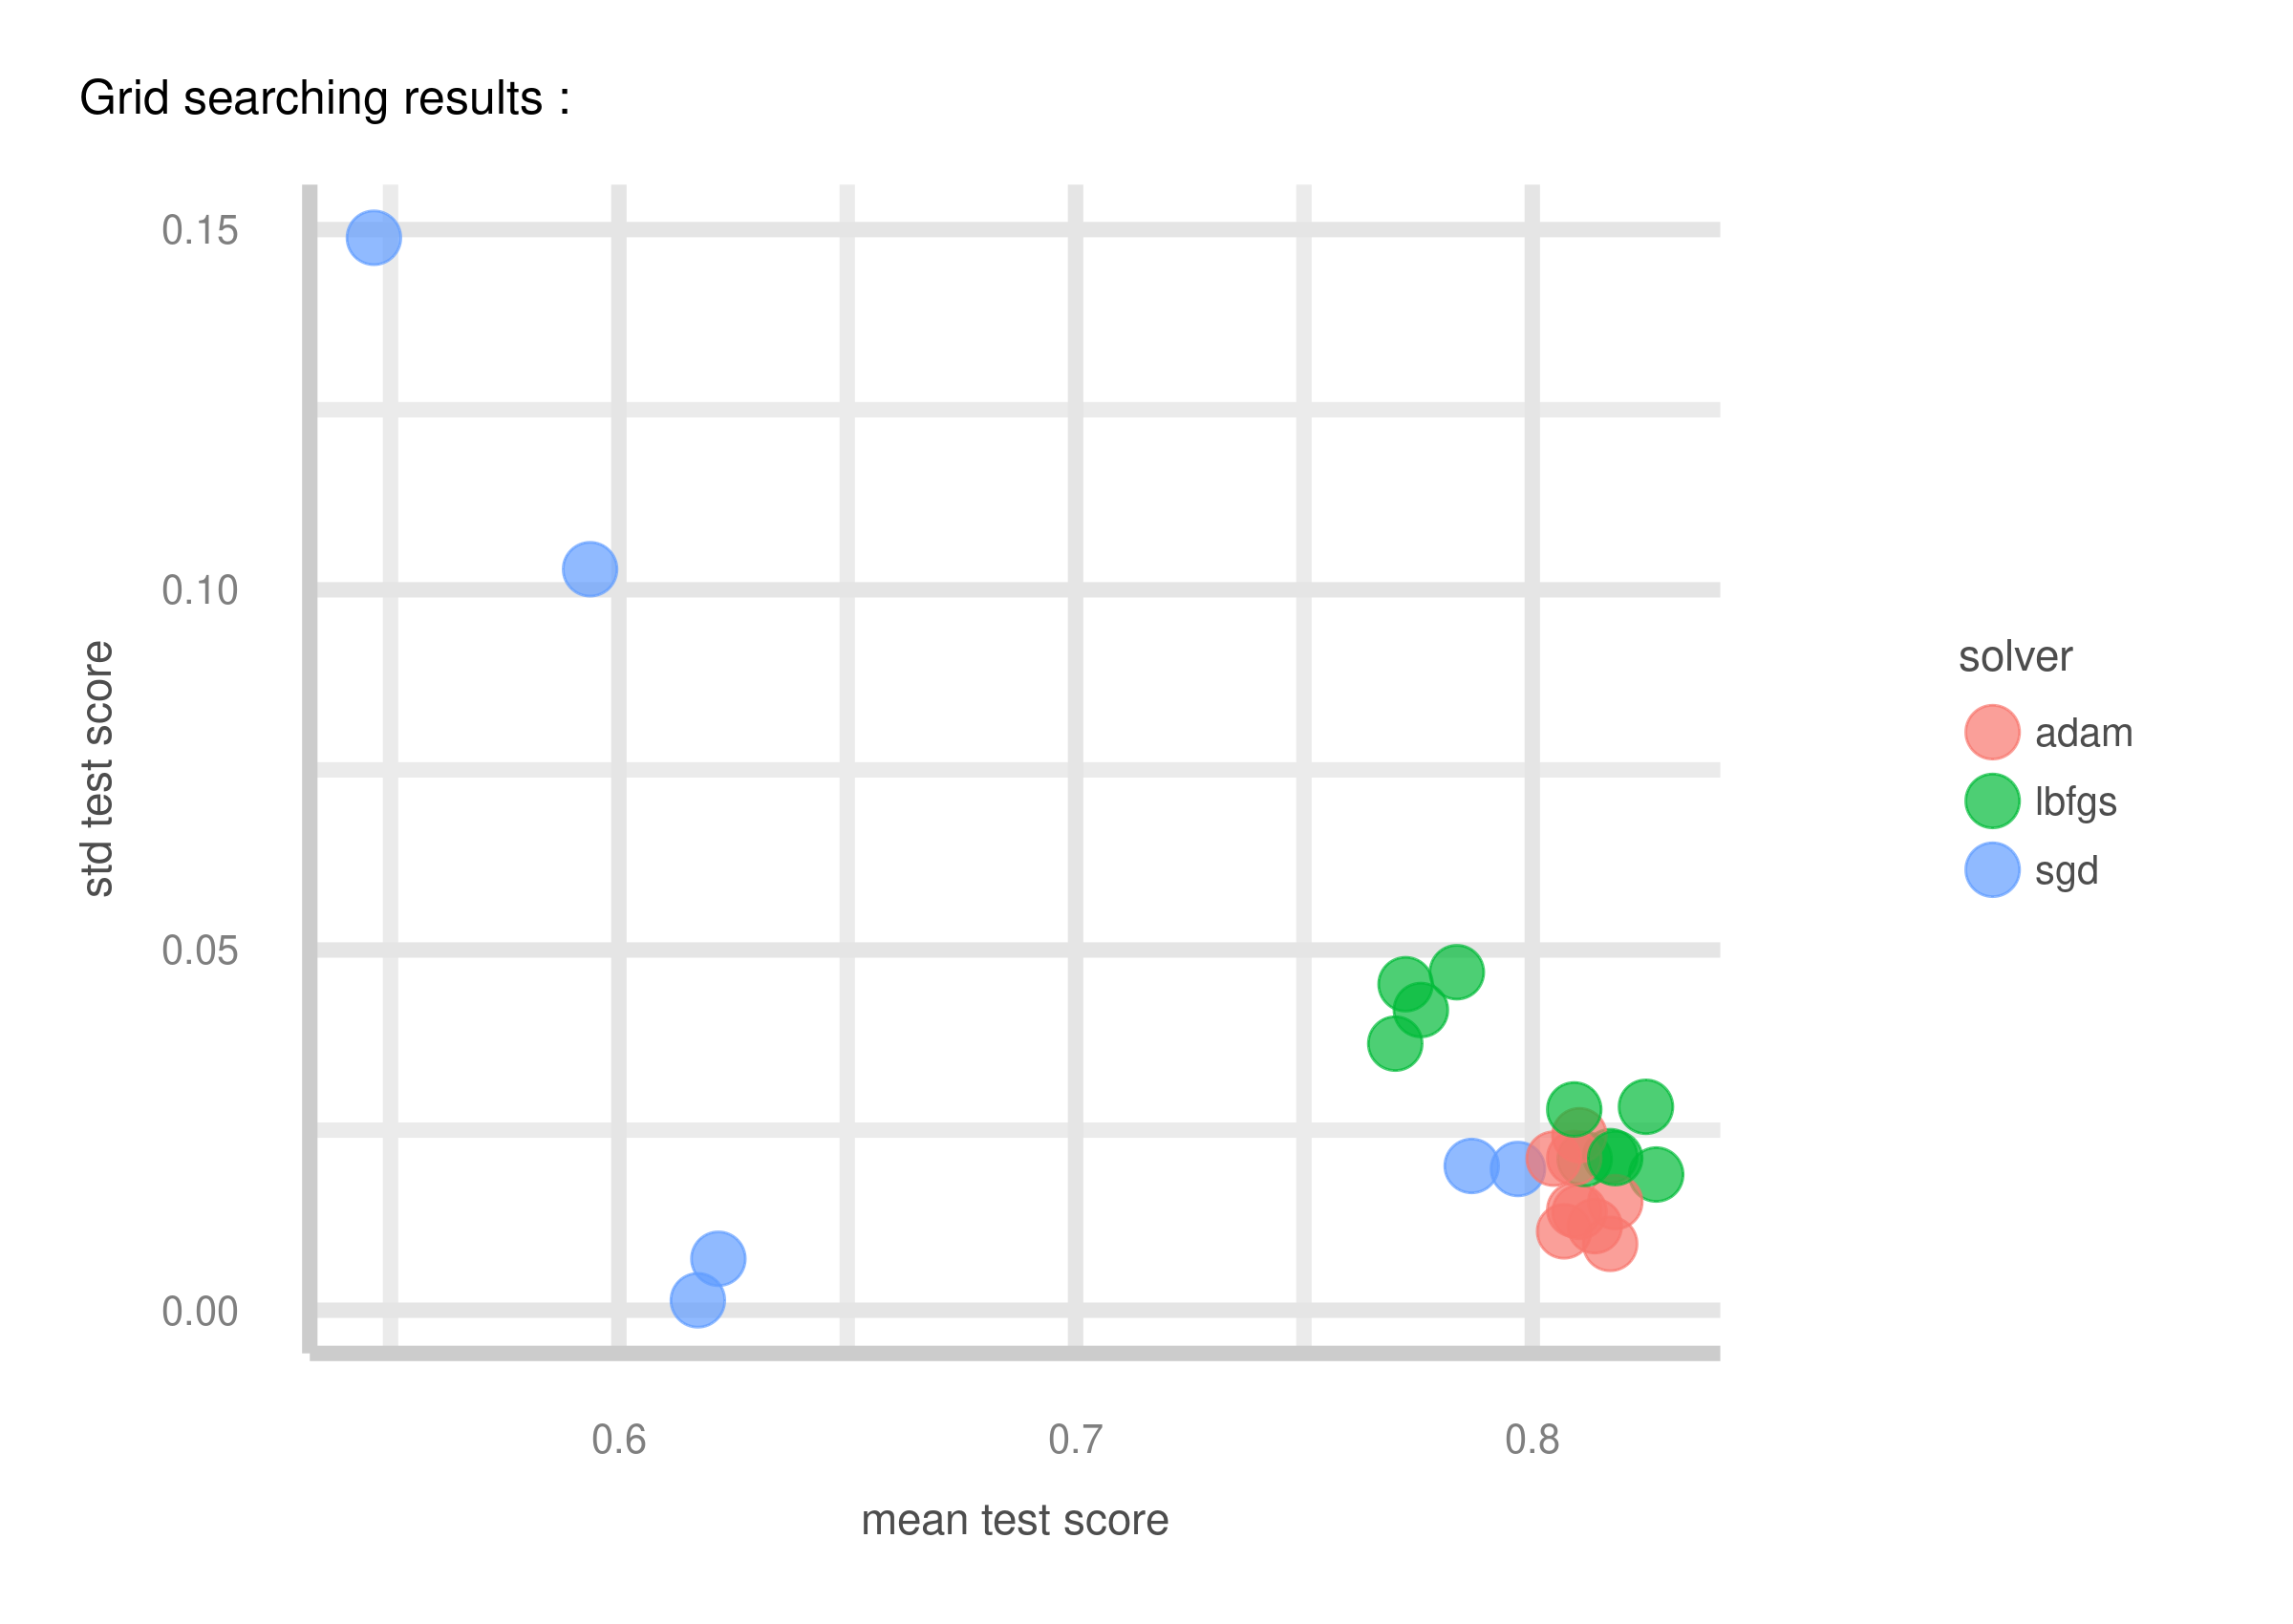 Grid searching results :
0.15
0.10
0.05
0.00
std test score
0.6
0.7
0.8
mean test score
solver
adam
lbfgs
sgd